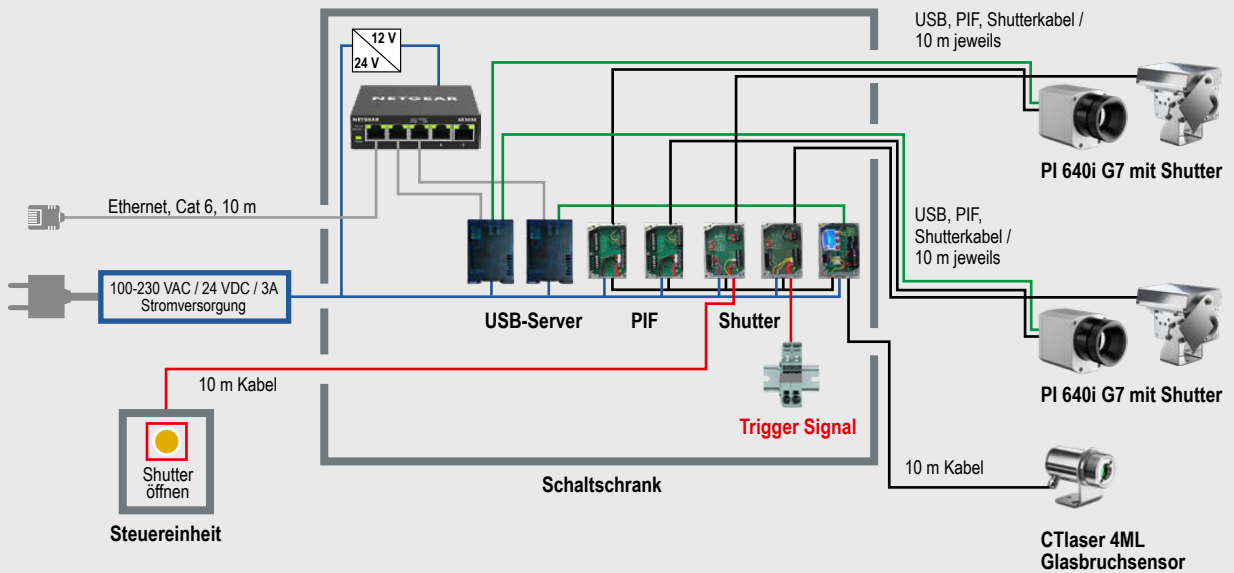 12 V
24 V
NETGEAR
NETGEAR
USB, PIF, Shutterkabel /
10 m jeweils
PI 640i G7 mit Shutter
Ethernet, Cat 6, 10 m
100-230 VAC / 24 VDC / 3A
Stromversorgung
USB-Server
PIF
Shutter
USB, PIF,
Shutterkabel /
10 m jeweils
PI 640i G7 mit Shutter
10 m Kabel
Trigger Signal
Shutter
öffnen
Steuereinheit
Schaltschrank
10 m Kabel
CTlaser 4ML
Glasbruchsensor